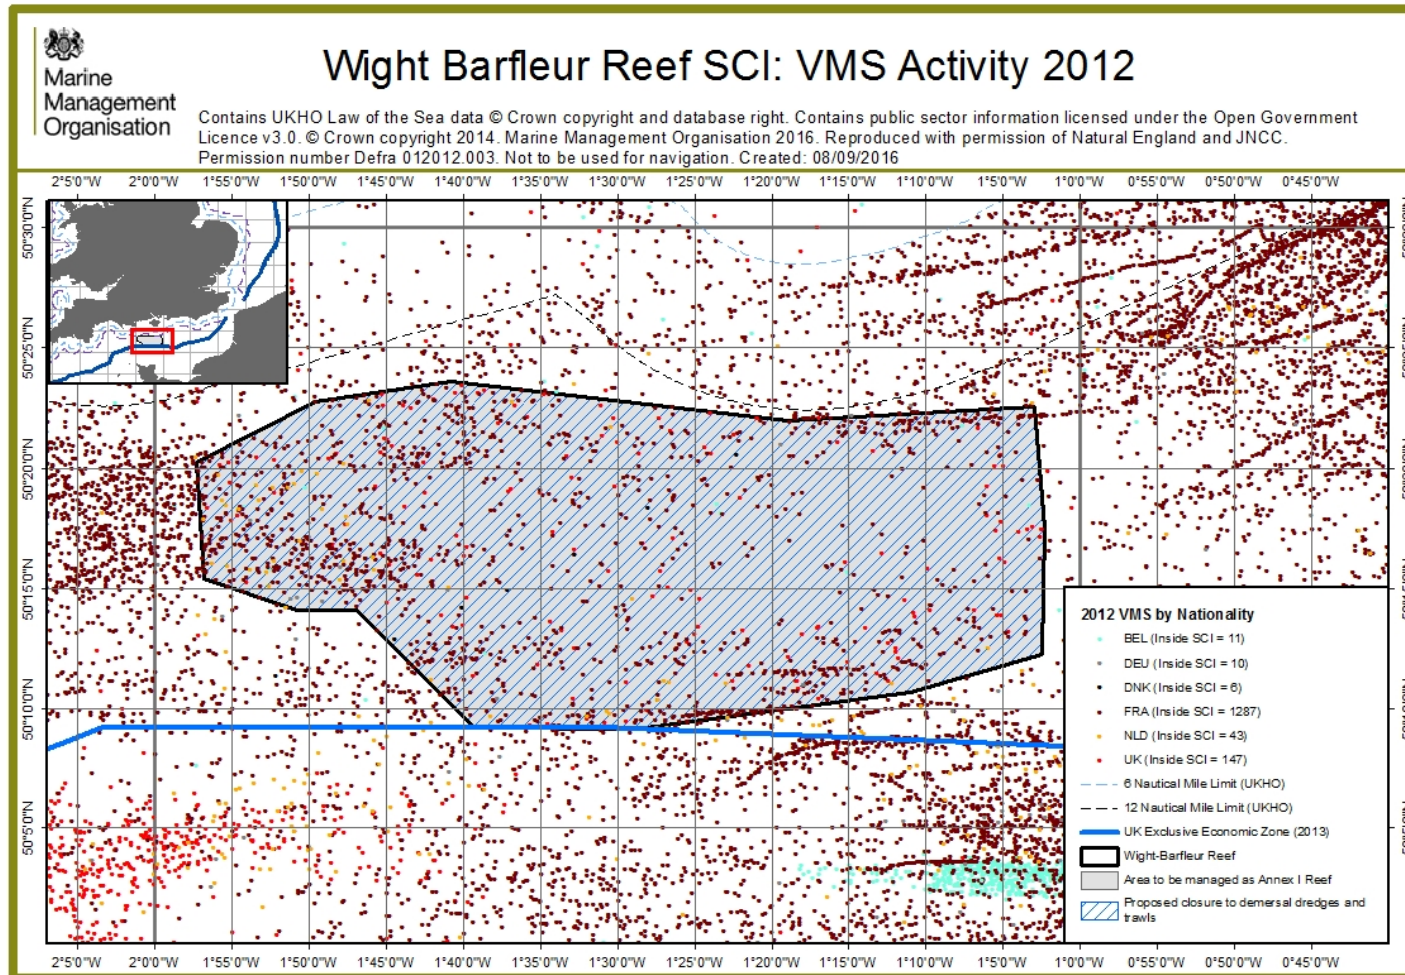 Marine
Management
Organisation
Wight Barfleur Reef SCI: VMS Activity 2012
Contains UKHO Law of the Sea data © Crown copyright and database right. Contains public sector information licensed under the Open Government
Licence v3.0. © Crown copyright 2014. Marine Management Organisation 2016. Reproduced with permission of Natural England and JNCC.
Permission number Defra 012012.003. Not to be used for navigation. Created: 08/09/2016
2°5'0"W 2°0'0"W 1°55'0"W 1°50'0"W 1°45'0"W 1°40'0"W 1°35'0"W 1°30'0"W 1°25'0"W 1°20'0"W 1°15'0"W 1°10'0"W 1°5'0"W 1°0'0"W 0°55'0"W 0°50'0"W 0°45'0"W
50°30'0"N
50°25'0"N
50°20'0"N
50°15'0"N
50°10'0"N
50°5'0"N
2012 VMS by Nationality
BEL (Inside SCI = 11)
DEU (Inside SCI = 10)
DNK (Inside SCI = 6)
FRA (Inside SCI = 1287)
NLD (Inside SCI = 43)
UK (Inside SCI = 147)
6 Nautical Mile Limit (UKHO)
12 Nautical Mile Limit (UKHO)
UK Exclusive Economic Zone (2013)
Wight-Barfleur Reef
Area to be managed as Annex I Reef
Proposed closure to demersal dredges and
trawls
2°5'0"W 2°0'0"W 1°55'0"W 1°50'0"W 1°45'0"W 1°40'0"W 1°35'0"W 1°30'0"W 1°25'0"W 1°20'0"W 1°15'0"W 1°10'0"W 1°5'0"W 1°0'0"W 0°55'0"W 0°50'0"W 0°45'0"W